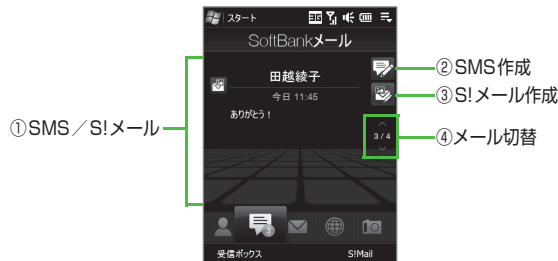 スタート
SoftBankメール
田越綾子
今日 11:45
ありがとう！
3 / 4
3
受信ボックス
S!Mail
①SMS／S!メール
②SMS作成
③S!メール作成
④メール切替